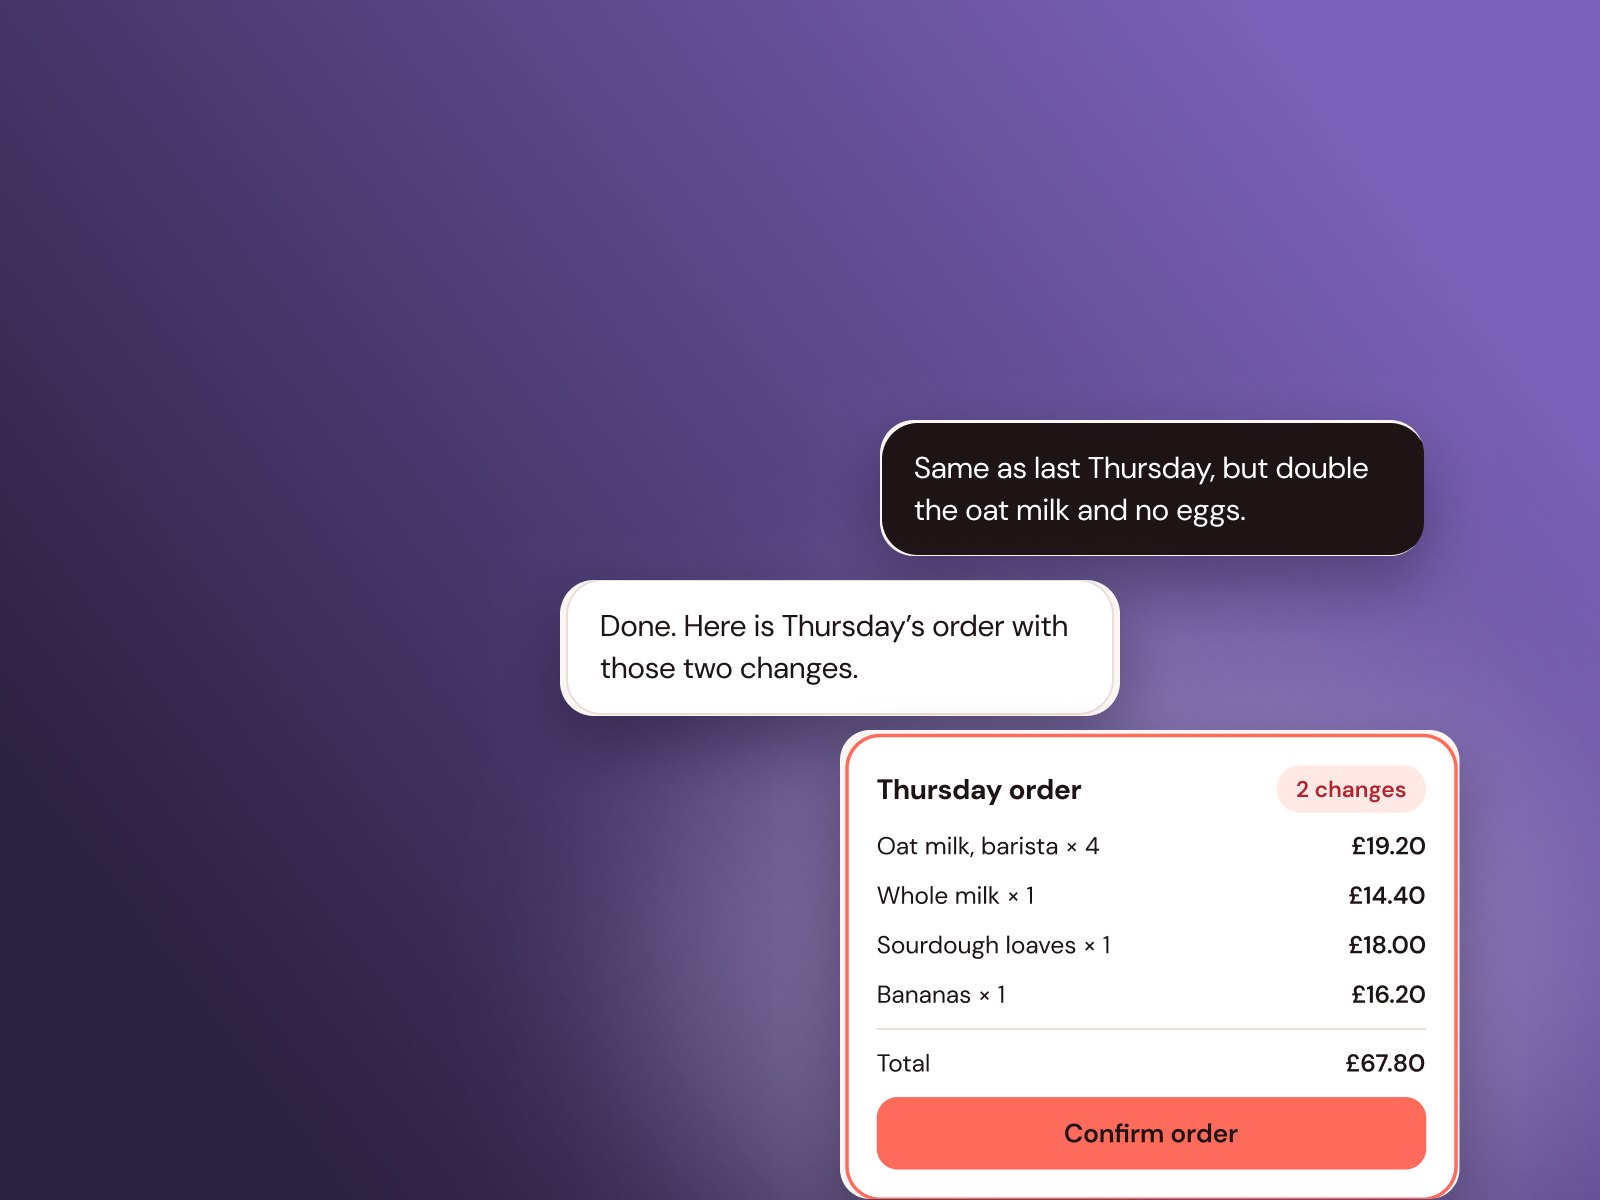 Same as last Thursday, but double
the oat milk and no eggs.
Done. Here is Thursday’s order with
those two changes.
Thursday order 2 changes
Oat milk, barista × 4 £19.20
Whole milk × 1 £14.40
Sourdough loaves × 1 £18.00
Bananas × 1 £16.20
Total £67.80
Confirm order